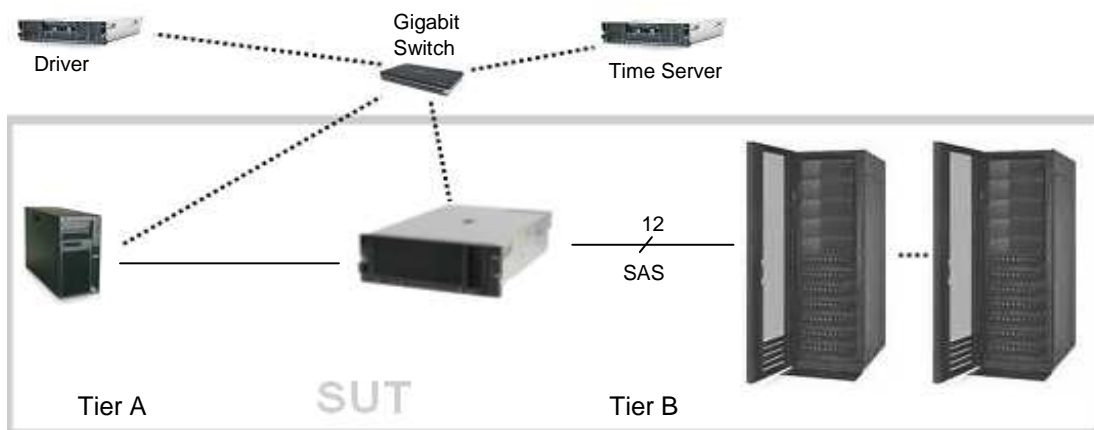 Gigabit
Switch
Driver
Time Server
12
SAS
Tier A
SUT
Tier B